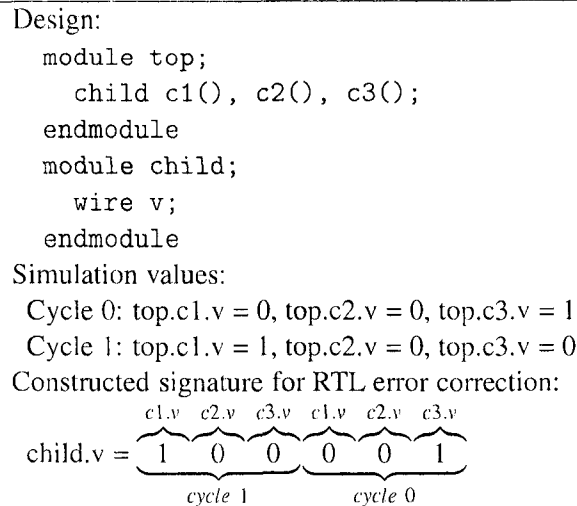 Design:
module top;
child c1(), c2(), c3();
endmodule
module child;
wire v;
endmodule
Simulation values:
Cycle 0: top.c1.v = 0, top.c2.v = 0, top.c3.v = 1
Cycle 1: top.c1.v = 1, top.c2.v = 0, top.c3.v = 0
Constructed signature for RTL error correction:
c1.v c2.v c3.v c1.v c2.v c3.v
child.v = 1 0 0 0 0 1
cycle 1 cycle 0